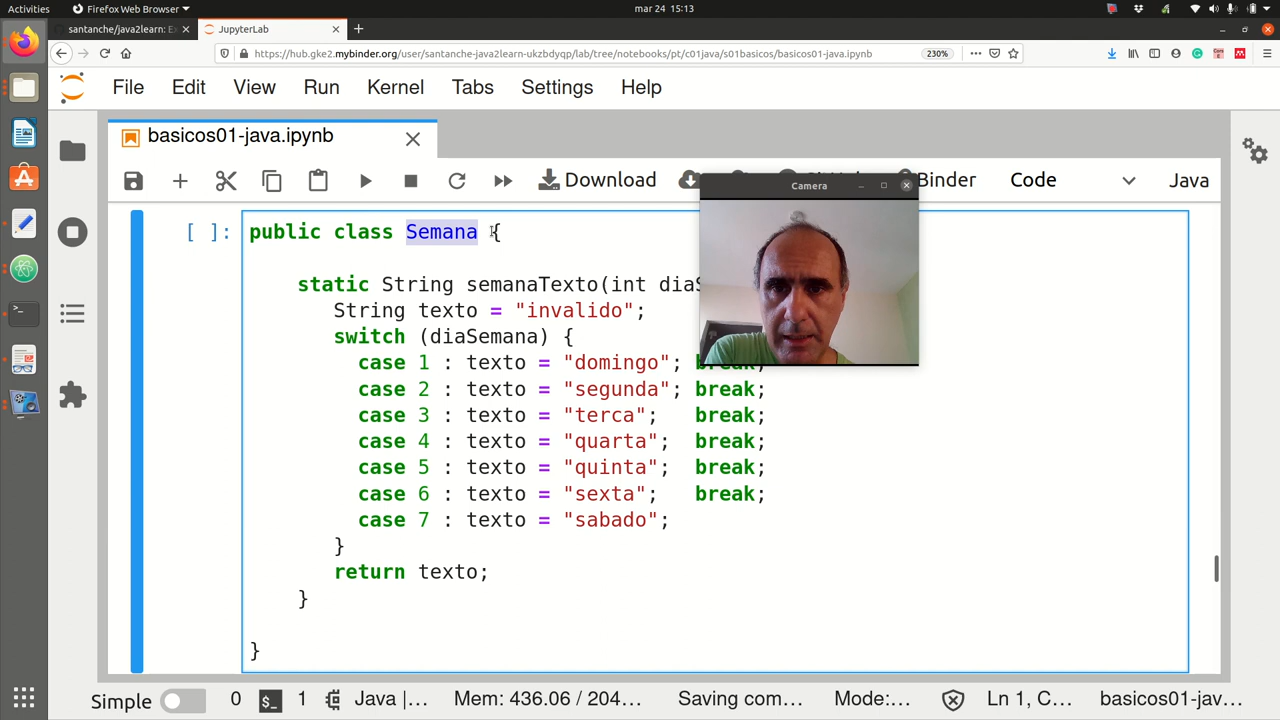 Activities Firefox Web Browser mar 24 15:13
santanche/java2learn: Ex JupyterLab
https://hub.gke2.mybinder.org/user/santanche-java2learn-ukzbdyqp/lab/tree/notebooks/pt/c01java/s01basicos/basicos01-java.ipynb 230%
File Edit View Run Kernel Tabs Settings Help
basicos01-java.ipynb
Download Binder Code Java
Camera
[ ]: public class Semana {
static String semanaTexto(int
String texto = "invalido";
switch (diaSemana) {
case 1 : texto = "domingo"; break;
case 2 : texto = "segunda"; break;
case 3 : texto = "terca"; break;
case 4 : texto = "quarta"; break;
case 5 : texto = "quinta"; break;
case 6 : texto = "sexta"; break;
case 7 : texto = "sabado";
}
return texto;
}
}
Simple 0 1 Java |... Mem: 436.06 / 204... Saving com... Mode:... Ln 1, C... basicos01-jav...